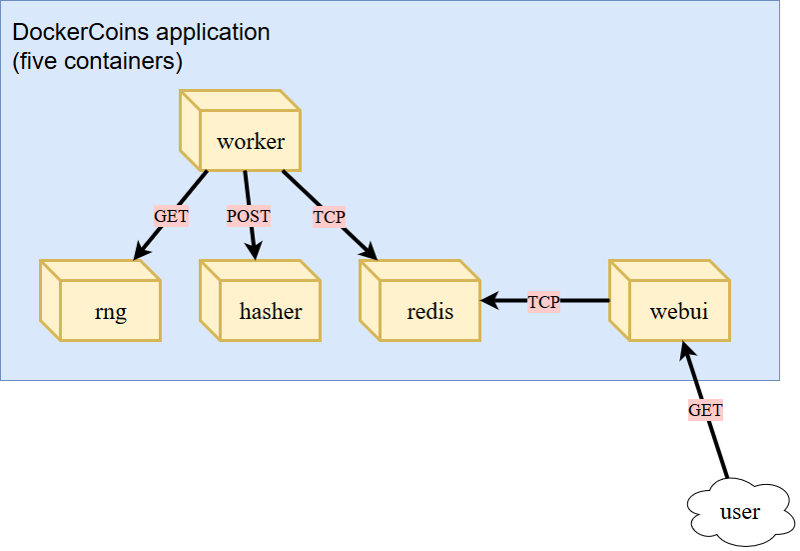 DockerCoins application
(five containers)
worker
GET
POST
TCP
rng
hasher
redis
TCP
webui
GET
user